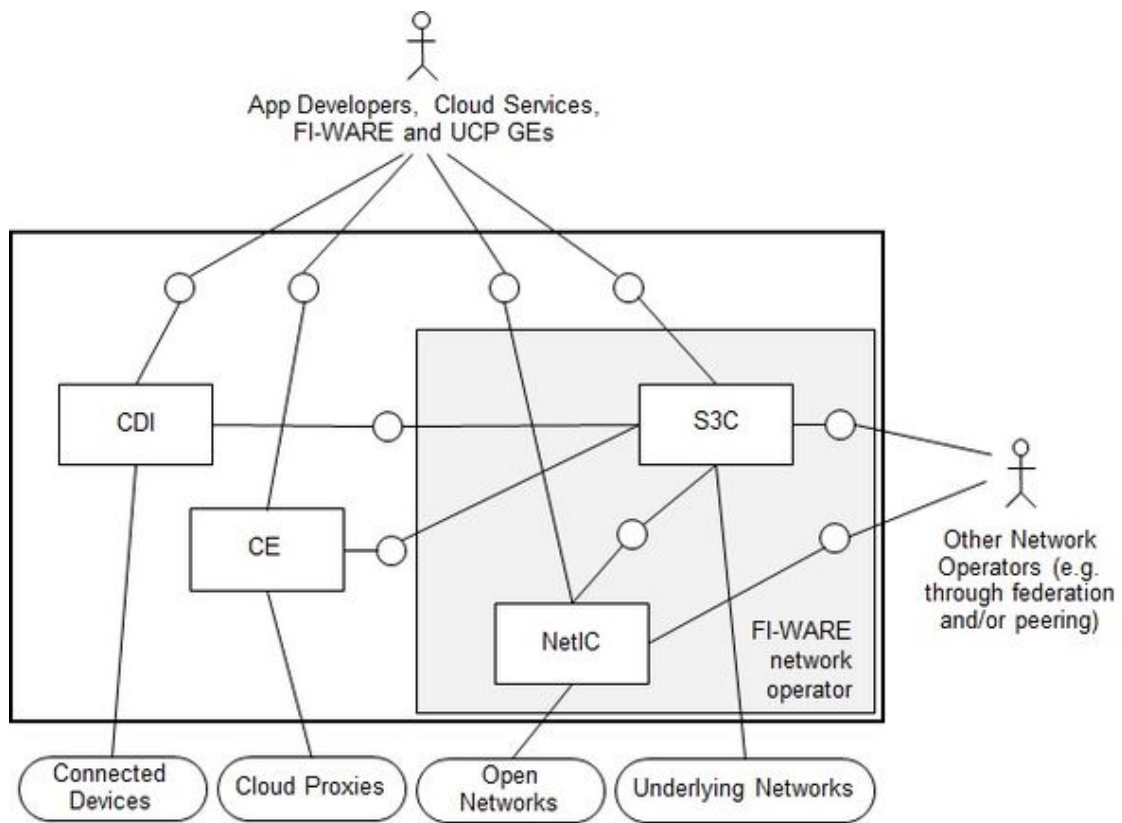 App Developers, Cloud Services,
FI-WARE and UCP GEs
CDI
S3C
CE
Other Network
Operators (e.g.
through federation
and/or peering)
NetIC
FI-WARE
network
operator
Connected
Devices
Cloud Proxies
Open
Networks
Underlying Networks